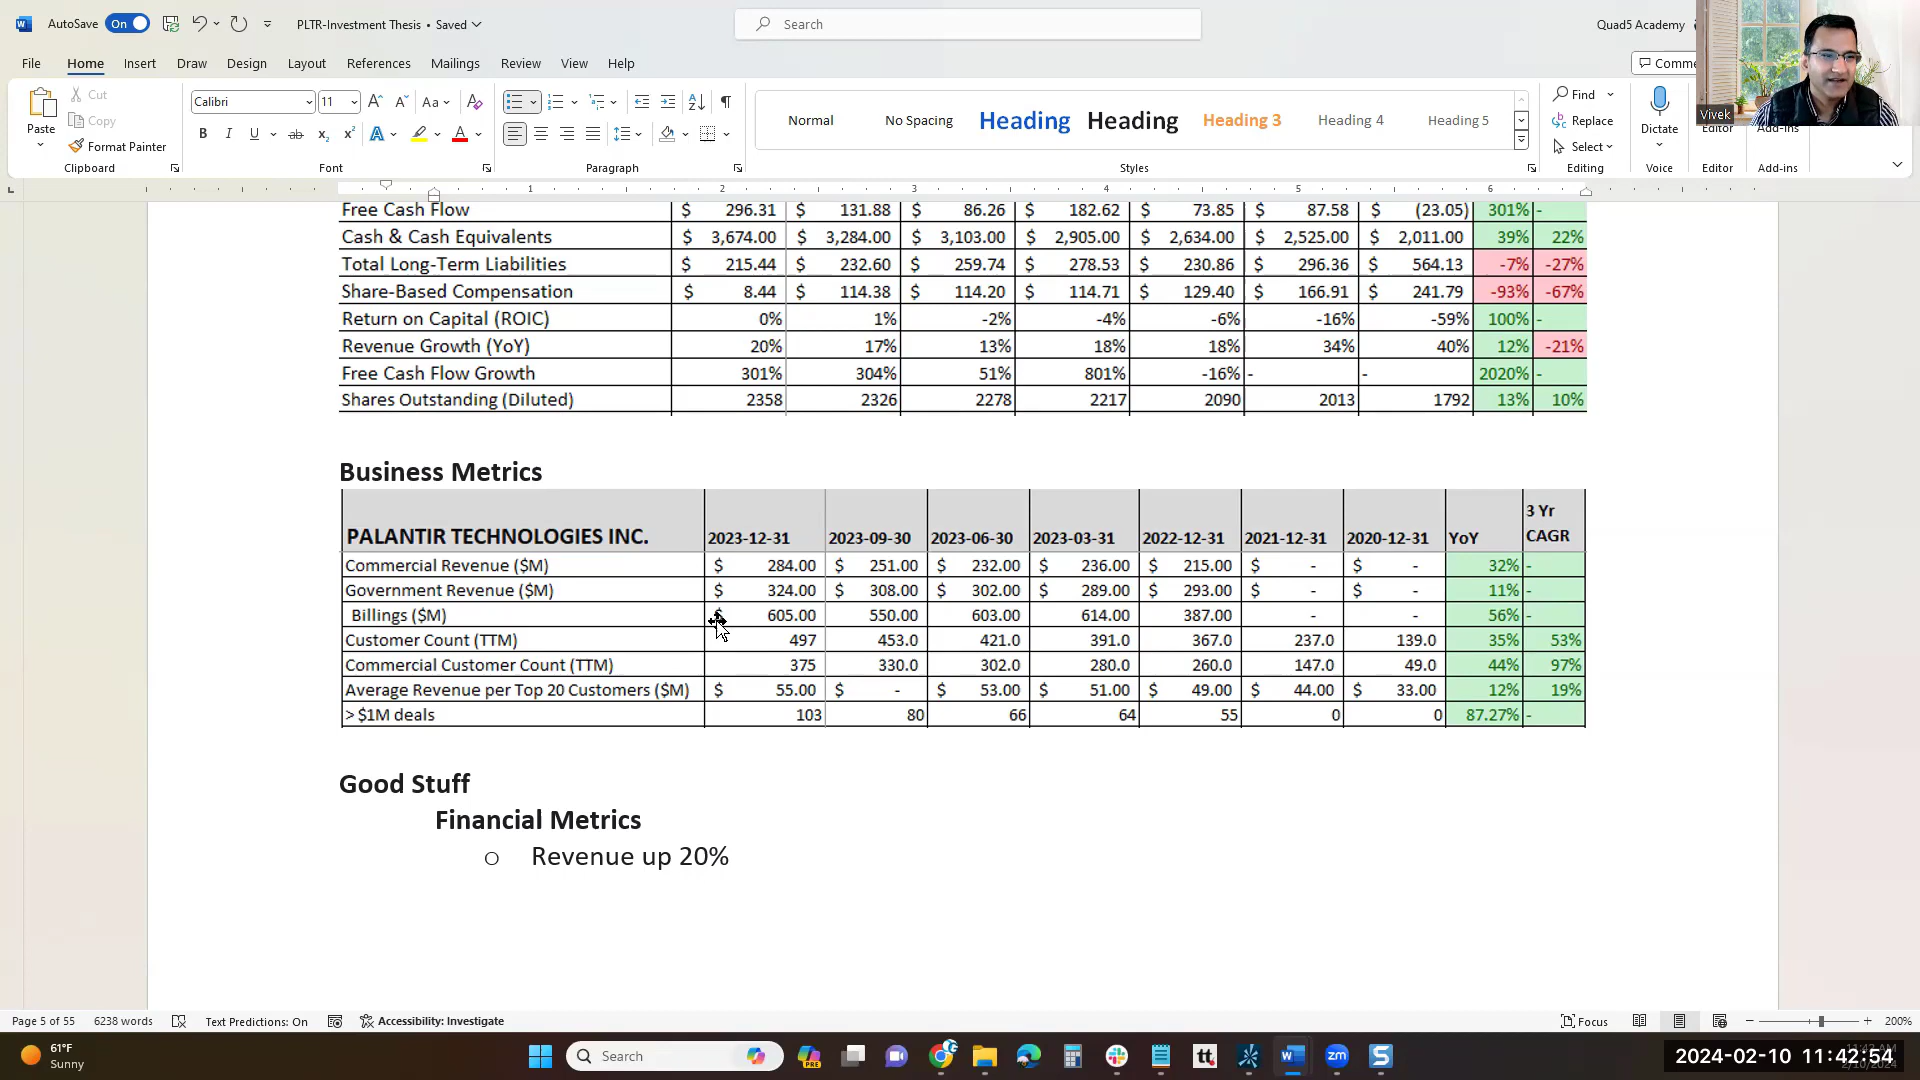 AutoSave On PLTR-Investment Thesis • Saved Search Quad5 Academy
File Home Insert Draw Design Layout References Mailings Review View Help Comme
Cut
Copy
Paste Format Painter
Clipboard
Calibri 11
Font
Paragraph
Normal No Spacing Heading Heading Heading 3 Heading 4 Heading 5
Styles
Find
Replace
Select
Editing
Dictate
Voice
Editor
Editor
Add-ins
Add-ins
Vivek
1 2 3 4 5 6
Free Cash Flow $ 296.31 $ 131.88 $ 86.26 $ 182.62 $ 73.85 $ 87.58 $ (23.05) 301% -
Cash & Cash Equivalents $ 3,674.00 $ 3,284.00 $ 3,103.00 $ 2,905.00 $ 2,634.00 $ 2,525.00 $ 2,011.00 39% 22%
Total Long-Term Liabilities $ 215.44 $ 232.60 $ 259.74 $ 278.53 $ 230.86 $ 296.36 $ 564.13 -7% -27%
Share-Based Compensation $ 8.44 $ 114.38 $ 114.20 $ 114.71 $ 129.40 $ 166.91 $ 241.79 -93% -67%
Return on Capital (ROIC) 0% 1% -2% -4% -6% -16% -59% 100% -
Revenue Growth (YoY) 20% 17% 13% 18% 18% 34% 40% 12% -21%
Free Cash Flow Growth 301% 304% 51% 801% -16% - - 2020% -
Shares Outstanding (Diluted) 2358 2326 2278 2217 2090 2013 1792 13% 10%
Business Metrics
PALANTIR TECHNOLOGIES INC. 2023-12-31 2023-09-30 2023-06-30 2023-03-31 2022-12-31 2021-12-31 2020-12-31 YoY 3 Yr CAGR
Commercial Revenue ($M) $ 284.00 $ 251.00 $ 232.00 $ 236.00 $ 215.00 $ - $ - 32% -
Government Revenue ($M) $ 324.00 $ 308.00 $ 302.00 $ 289.00 $ 293.00 $ - $ - 11% -
Billings ($M) 605.00 550.00 603.00 614.00 387.00 - - 56% -
Customer Count (TTM) 497 453.0 421.0 391.0 367.0 237.0 139.0 35% 53%
Commercial Customer Count (TTM) 375 330.0 302.0 280.0 260.0 147.0 49.0 44% 97%
Average Revenue per Top 20 Customers ($M) $ 55.00 $ - $ 53.00 $ 51.00 $ 49.00 $ 44.00 $ 33.00 12% 19%
> $1M deals 103 80 66 64 55 0 0 87.27% -
Good Stuff
Financial Metrics
o Revenue up 20%
Page 5 of 55 6238 words Text Predictions: On Accessibility: Investigate Focus 200%
61°F
Sunny
Search
2024-02-10 11:42:54